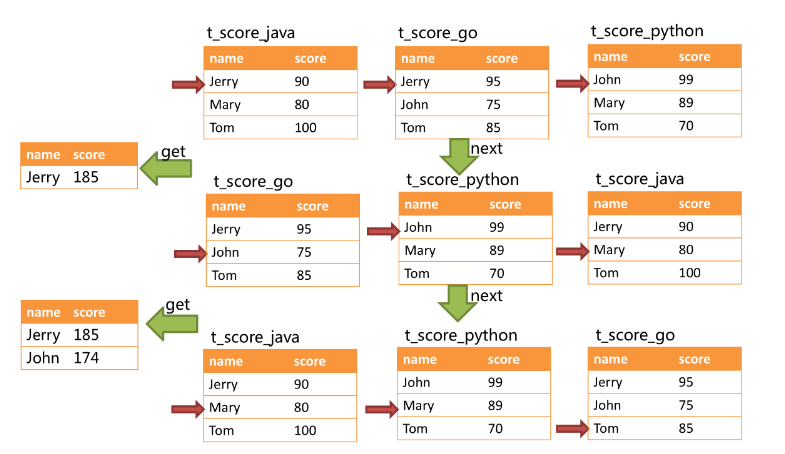 t_score_java
name score
Jerry 90
Mary 80
Tom 100
t_score_go
name score
Jerry 95
John 75
Tom 85
t_score_python
name score
John 99
Mary 89
Tom 70
get
name score
Jerry 185
next
t_score_go
name score
Jerry 95
John 75
Tom 85
t_score_python
name score
John 99
Mary 89
Tom 70
t_score_java
name score
Jerry 90
Mary 80
Tom 100
get
name score
Jerry 185
John 174
next
t_score_java
name score
Jerry 90
Mary 80
Tom 100
t_score_python
name score
John 99
Mary 89
Tom 70
t_score_go
name score
Jerry 95
John 75
Tom 85